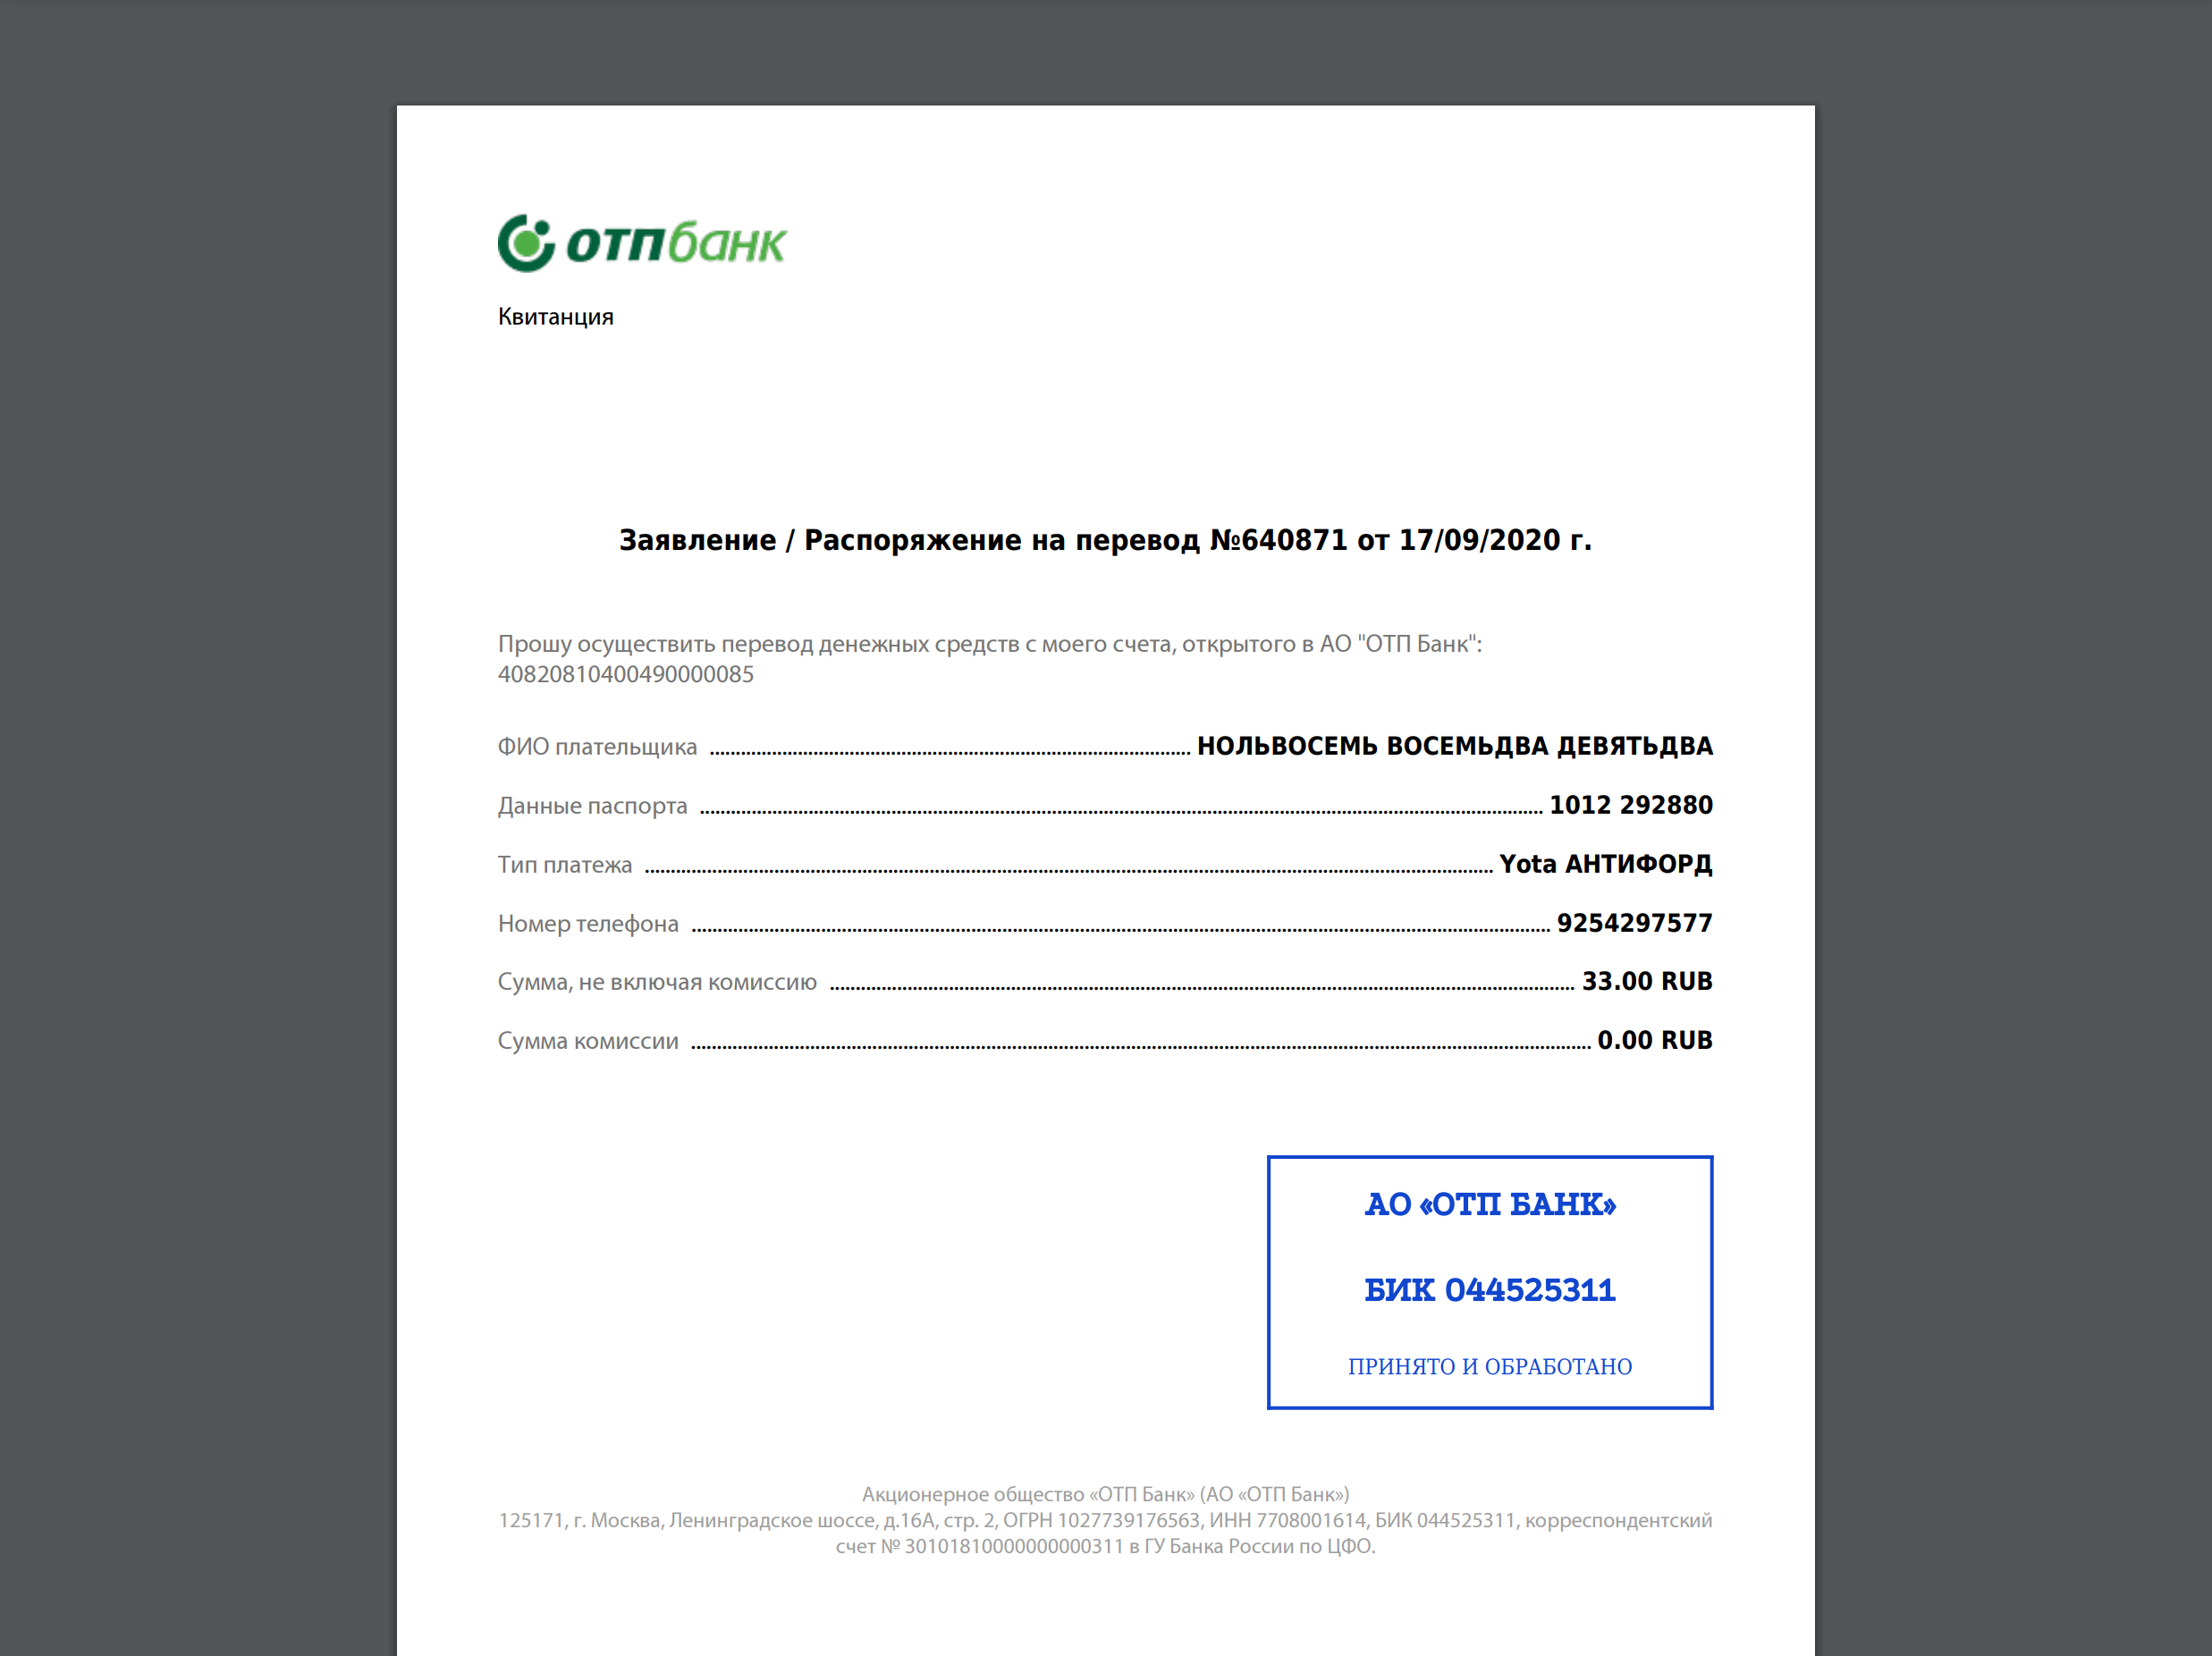 отпбанк
Квитанция
Заявление / Распоряжение на перевод №640871 от 17/09/2020 г.
Прошу осуществить перевод денежных средств с моего счета, открытого в АО "ОТП Банк":
40820810400490000085
ФИО плательщика ........ НОЛЬВОСЕМЬ ВОСЕМЬДВА ДЕВЯТЬДВА
Данные паспорта ........ 1012 292880
Тип платежа ........ Yota АНТИФОРД
Номер телефона ........ 9254297577
Сумма, не включая комиссию ........ 33.00 RUB
Сумма комиссии ........ 0.00 RUB
АО «ОТП БАНК»
БИК 044525311
ПРИНЯТО И ОБРАБОТАНО
Акционерное общество «ОТП Банк» (АО «ОТП Банк»)
125171, г. Москва, Ленинградское шоссе, д.16А, стр. 2, ОГРН 1027739176563, ИНН 7708001614, БИК 044525311, корреспондентский
счет № 30101810000000000311 в ГУ Банка России по ЦФО.